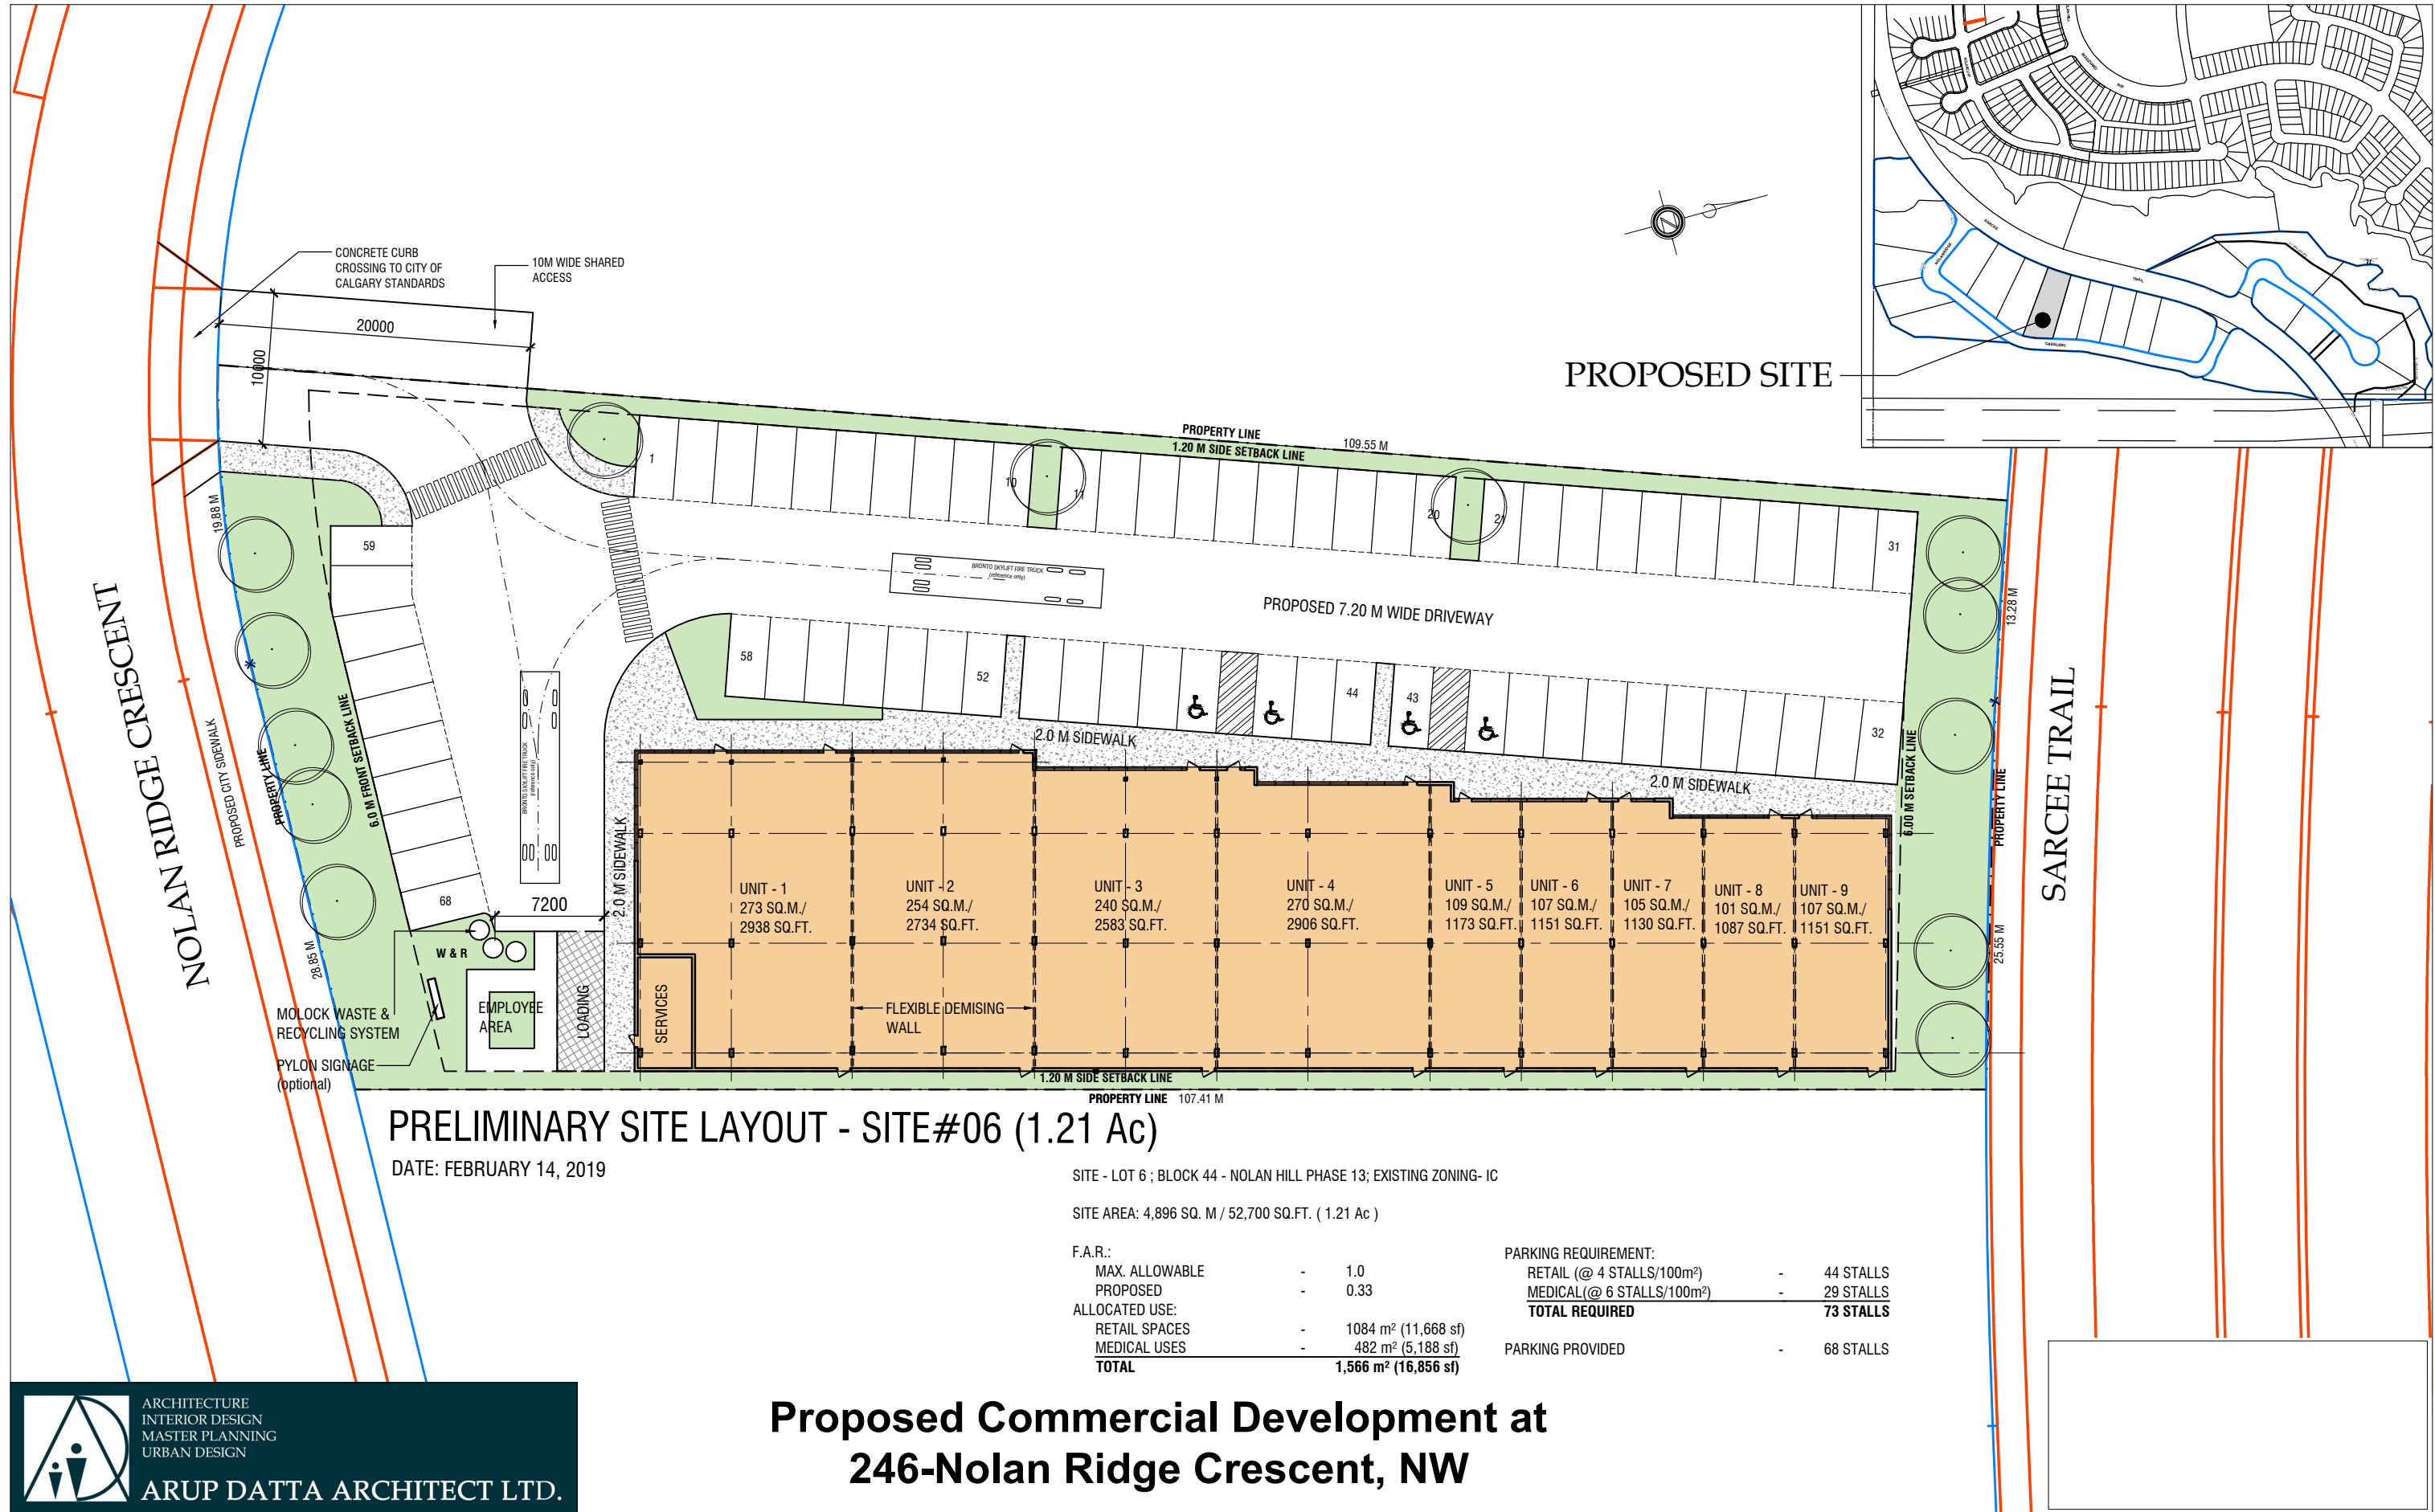 CONCRETE CURB
CROSSING TO CITY OF
CALGARY STANDARDS
10M WIDE SHARED
ACCESS
20000
10000
PROPOSED SITE
PROPERTY LINE
109.55 M
1.20 M SIDE SETBACK LINE
1
10
11
20
21
31
19.88 M
59
BRONTO SKYLIFT FIRE TRUCK
(reference only)
PROPOSED 7.20 M WIDE DRIVEWAY
13.28 M
58
52
44
43
32
NOLAN RIDGE CRESCENT
PROPOSED CITY SIDEWALK
PROPERTY LINE
6.0 M FRONT SETBACK LINE
BRONTO SKYLIFT FIRE TRUCK
(reference only)
2.0 M SIDEWALK
2.0 M SIDEWALK
2.0 M SIDEWALK
6.00 M SETBACK LINE
PROPERTY LINE
SARCEE TRAIL
68
7200
28.85 M
25.55 M
UNIT - 1
273 SQ.M./
2938 SQ.FT.
UNIT - 2
254 SQ.M./
2734 SQ.FT.
UNIT - 3
240 SQ.M./
2583 SQ.FT.
UNIT - 4
270 SQ.M./
2906 SQ.FT.
UNIT - 5
109 SQ.M./
1173 SQ.FT.
UNIT - 6
107 SQ.M./
1151 SQ.FT.
UNIT - 7
105 SQ.M./
1130 SQ.FT.
UNIT - 8
101 SQ.M./
1087 SQ.FT.
UNIT - 9
107 SQ.M./
1151 SQ.FT.
W & R
MOLOCK WASTE &
RECYCLING SYSTEM
PYLON SIGNAGE
(optional)
EMPLOYEE
AREA
LOADING
SERVICES
FLEXIBLE DEMISING
WALL
1.20 M SIDE SETBACK LINE
PROPERTY LINE 107.41 M
PRELIMINARY SITE LAYOUT - SITE#06 (1.21 Ac)
DATE: FEBRUARY 14, 2019
SITE - LOT 6 ; BLOCK 44 - NOLAN HILL PHASE 13; EXISTING ZONING- IC
SITE AREA: 4,896 SQ. M / 52,700 SQ.FT. ( 1.21 Ac )
F.A.R.:
MAX. ALLOWABLE - 1.0
PROPOSED - 0.33
ALLOCATED USE:
RETAIL SPACES - 1084 m² (11,668 sf)
MEDICAL USES - 482 m² (5,188 sf)
TOTAL 1,566 m² (16,856 sf)
PARKING REQUIREMENT:
RETAIL (@ 4 STALLS/100m²) - 44 STALLS
MEDICAL(@ 6 STALLS/100m²) - 29 STALLS
TOTAL REQUIRED 73 STALLS
PARKING PROVIDED - 68 STALLS
ARCHITECTURE
INTERIOR DESIGN
MASTER PLANNING
URBAN DESIGN
ARUP DATTA ARCHITECT LTD.
Proposed Commercial Development at
246-Nolan Ridge Crescent, NW